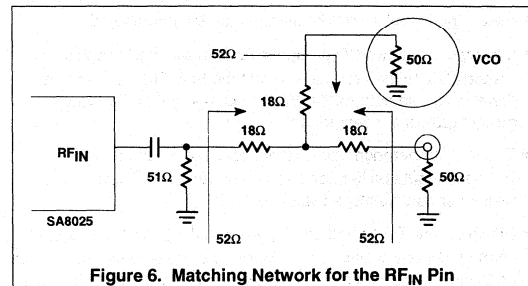 52Ω
50Ω
VCO
18Ω
RFIN
18Ω
18Ω
51Ω
50Ω
SA8025
52Ω
52Ω
Figure 6. Matching Network for the RFIN Pin